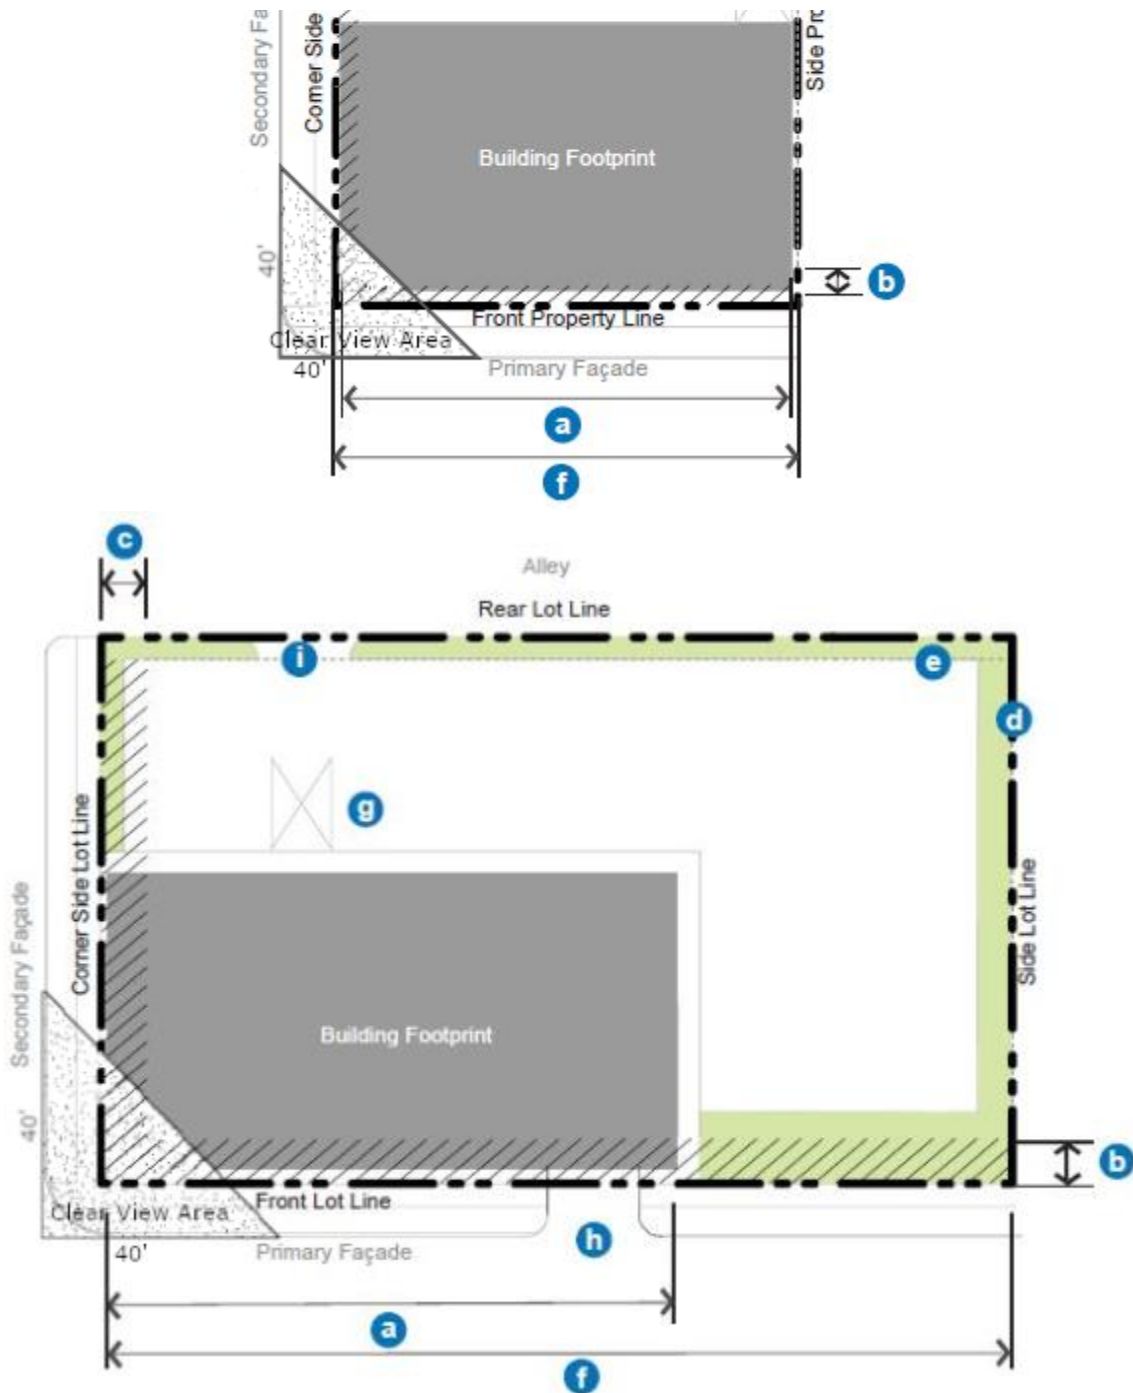 Secondary Fa
Corner Side
Side Pro
Building Footprint
40'
b
Front Property Line
Clear View Area
40'
Primary Façade
a
f
c
Alley
Rear Lot Line
i
e
d
g
Corner Side Lot Line
Secondary Façade
Side Lot Line
Building Footprint
40'
b
Front Lot Line
Clear View Area
h
40'
Primary Façade
a
f